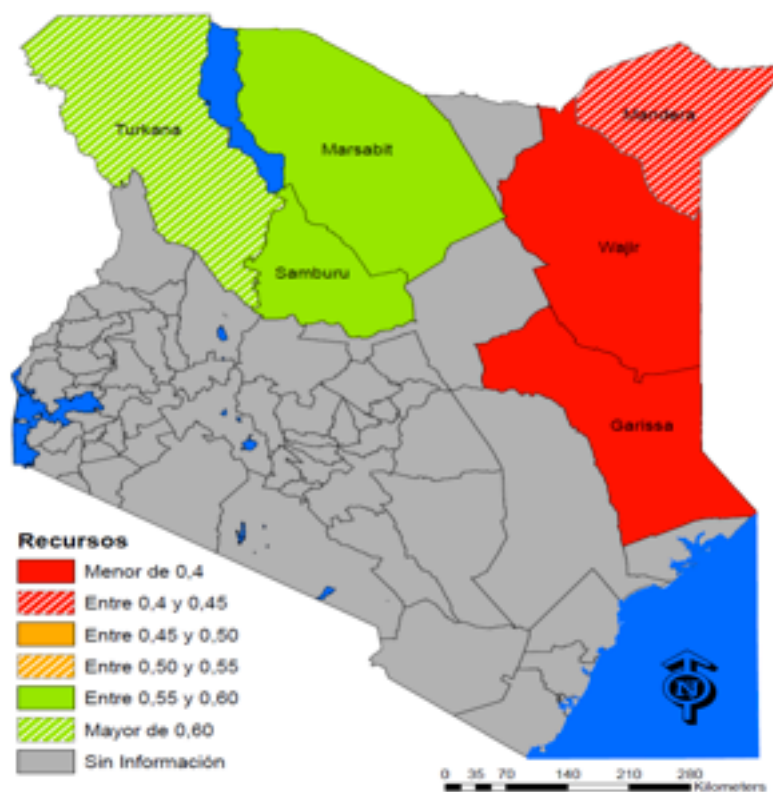 Turkana
Marsabit
Mandera
Samburu
Wajir
Garissa
Recursos
Menor de 0,4
Entre 0,4 y 0,45
Entre 0,45 y 0,50
Entre 0,50 y 0,55
Entre 0,55 y 0,60
Mayor de 0,60
Sin Información
N
0 35 70 140 210 280
Kilometers